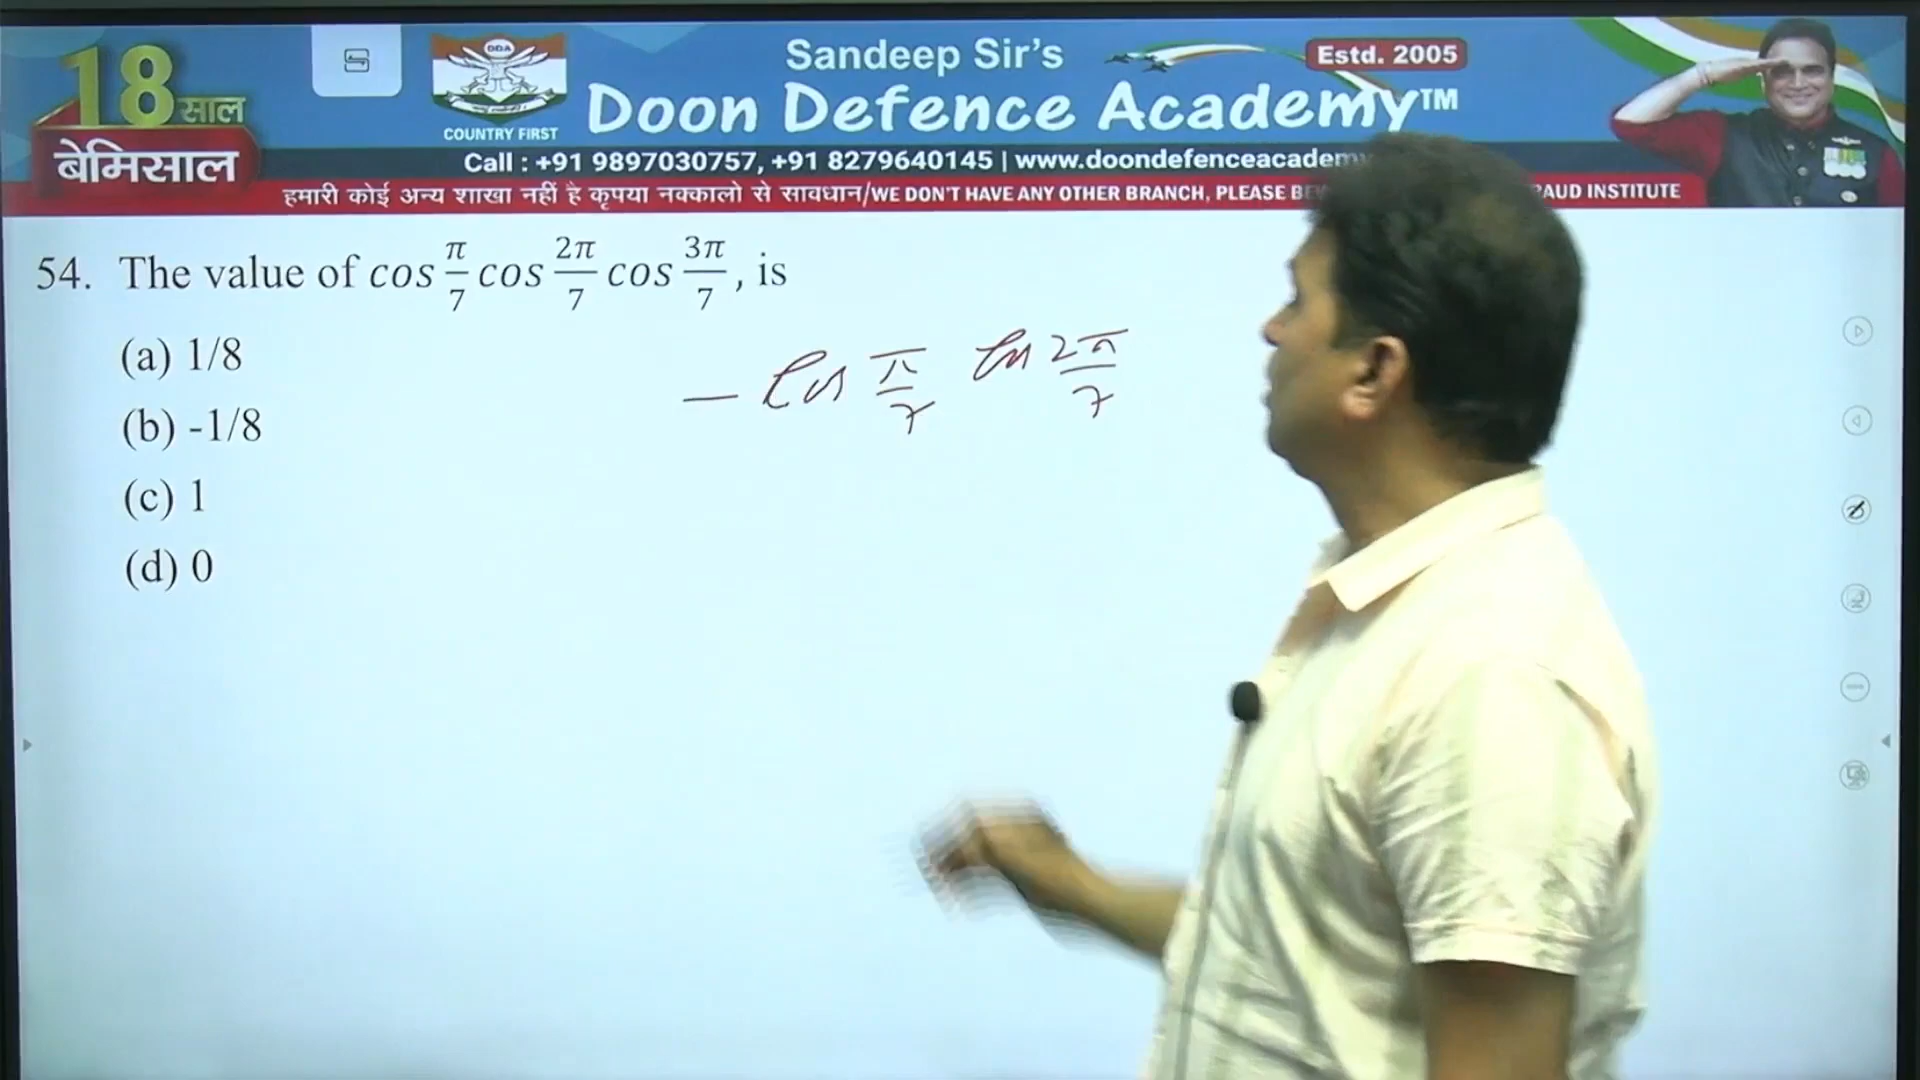 18 साल
बेमिसाल
DDA
COUNTRY FIRST
Sandeep Sir's
Estd. 2005
Doon Defence Academy™
Call : +91 9897030757, +91 8279640145 | www.doondefenceacadem
हमारी कोई अन्य शाखा नहीं है कृपया नक्कालो से सावधान/WE DON'T HAVE ANY OTHER BRANCH, PLEASE BE AUD INSTITUTE
54. The value of cos π/7 cos 2π/7 cos 3π/7, is
(a) 1/8
(b) -1/8
(c) 1
(d) 0
— cos π/7 cos 2π/7